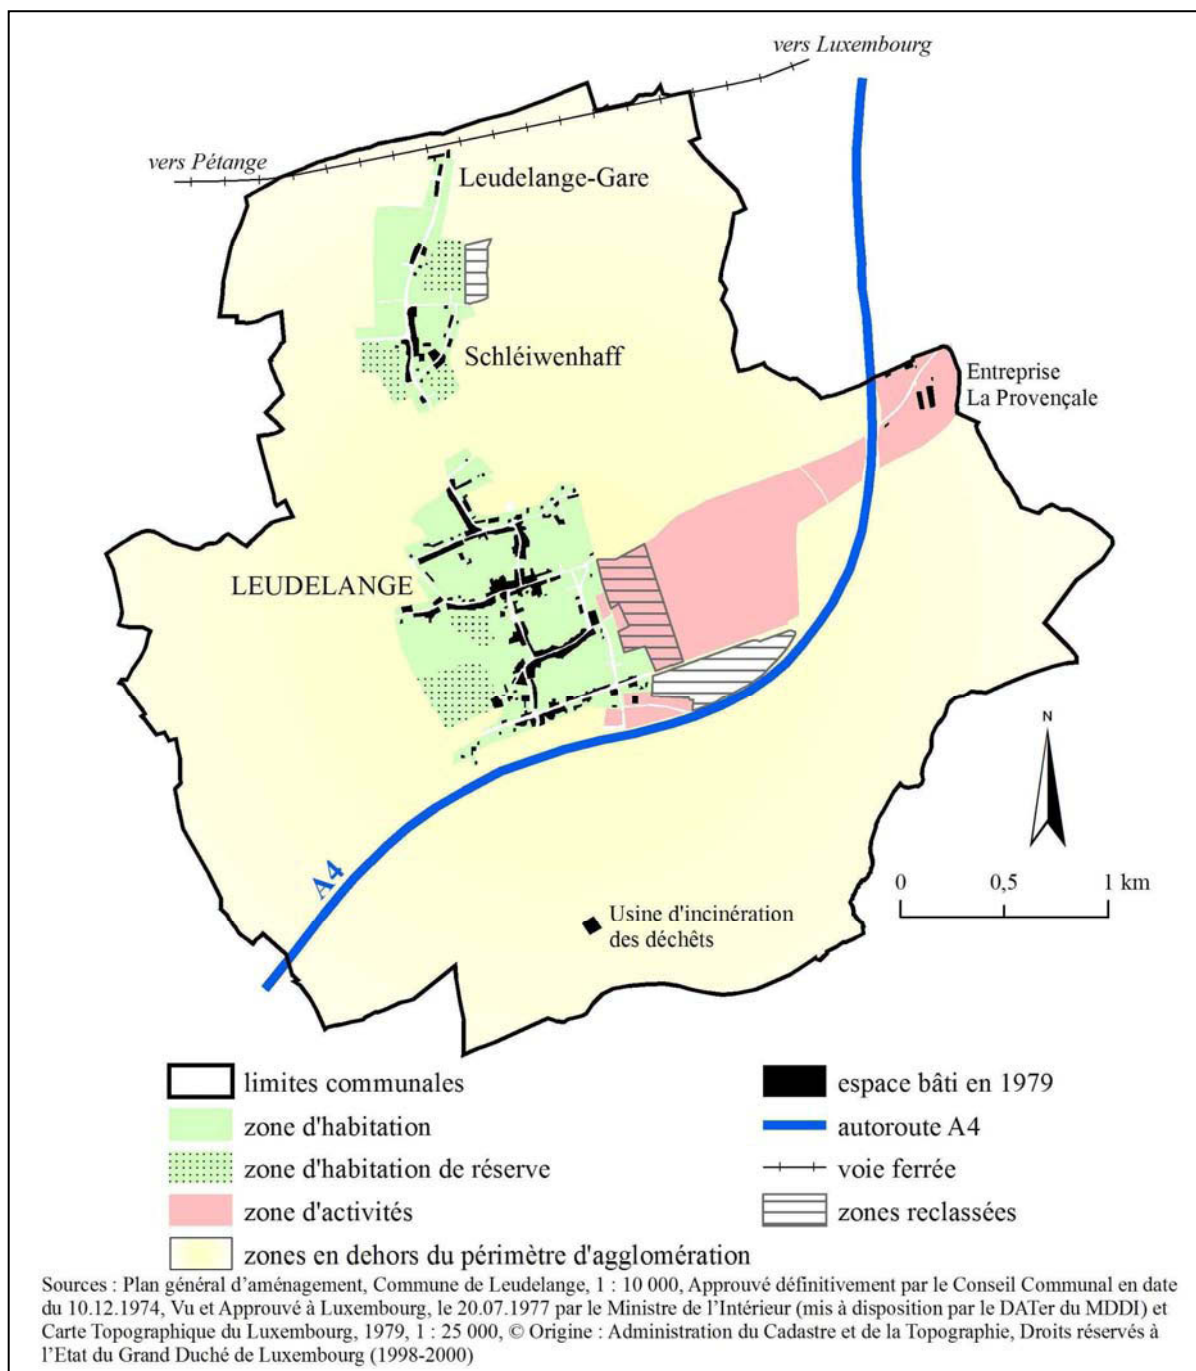 vers Luxembourg
vers Pétange
Leudelange-Gare
Schléiwenhaff
Entreprise
La Provençale
LEUDELANGE
N
A4
0 0,5 1 km
Usine d'incinération
des déchêts
limites communales
zone d'habitation
zone d'habitation de réserve
zone d'activités
zones en dehors du périmètre d'agglomération
espace bâti en 1979
autoroute A4
voie ferrée
zones reclassées
Sources : Plan général d’aménagement, Commune de Leudelange, 1 : 10 000, Approuvé définitivement par le Conseil Communal en date
du 10.12.1974, Vu et Approuvé à Luxembourg, le 20.07.1977 par le Ministre de l’Intérieur (mis à disposition par le DATer du MDDI) et
Carte Topographique du Luxembourg, 1979, 1 : 25 000, © Origine : Administration du Cadastre et de la Topographie, Droits réservés à
l’Etat du Grand Duché de Luxembourg (1998-2000)